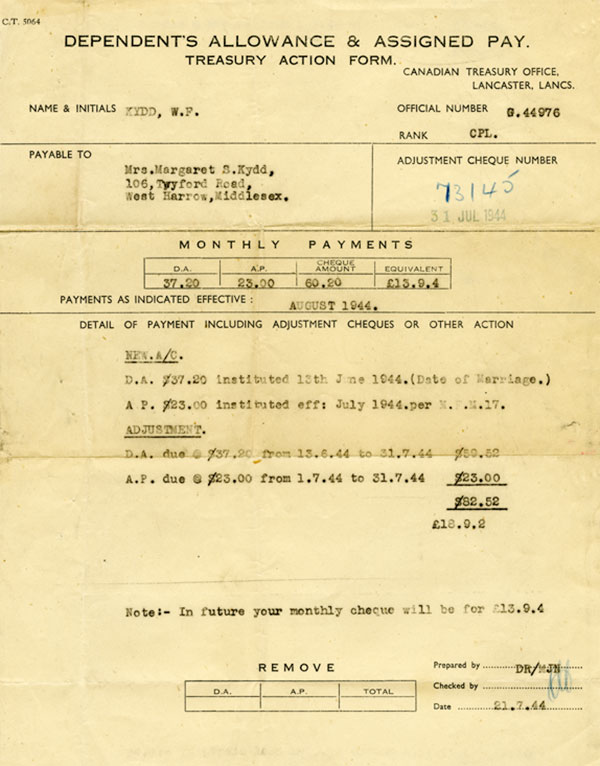 C.T. 5064
DEPENDENT'S ALLOWANCE & ASSIGNED PAY.
TREASURY ACTION FORM.
CANADIAN TREASURY OFFICE,
LANCASTER, LANCS.
NAME & INITIALS KYDD, W.F.
OFFICIAL NUMBER G.44976
RANK CPL.
PAYABLE TO
Mrs.Margaret S.Kydd,
106,Twyford Road,
West Harrow,Middlesex.
ADJUSTMENT CHEQUE NUMBER
73145
31 JUL 1944
MONTHLY PAYMENTS
D.A. A.P. CHEQUE AMOUNT EQUIVALENT
37.20 23.00 60.20 £13.9.4
PAYMENTS AS INDICATED EFFECTIVE : AUGUST 1944.
DETAIL OF PAYMENT INCLUDING ADJUSTMENT CHEQUES OR OTHER ACTION
NEW.A/C.
D.A. $37.20 instituted 13th June 1944.(Date of Marriage.)
A P. $23.00 instituted eff: July 1944.per M.F.M.17.
ADJUSTMENT.
D.A. due @ $37.20 from 13.6.44 to 31.7.44 $59.52
A.P. due @ $23.00 from 1.7.44 to 31.7.44 $23.00
$82.52
£18.9.2
Note:- In future your monthly cheque will be for £13.9.4
REMOVE
D.A. A.P. TOTAL
Prepared by DR/MJN
Checked by
Date 21.7.44